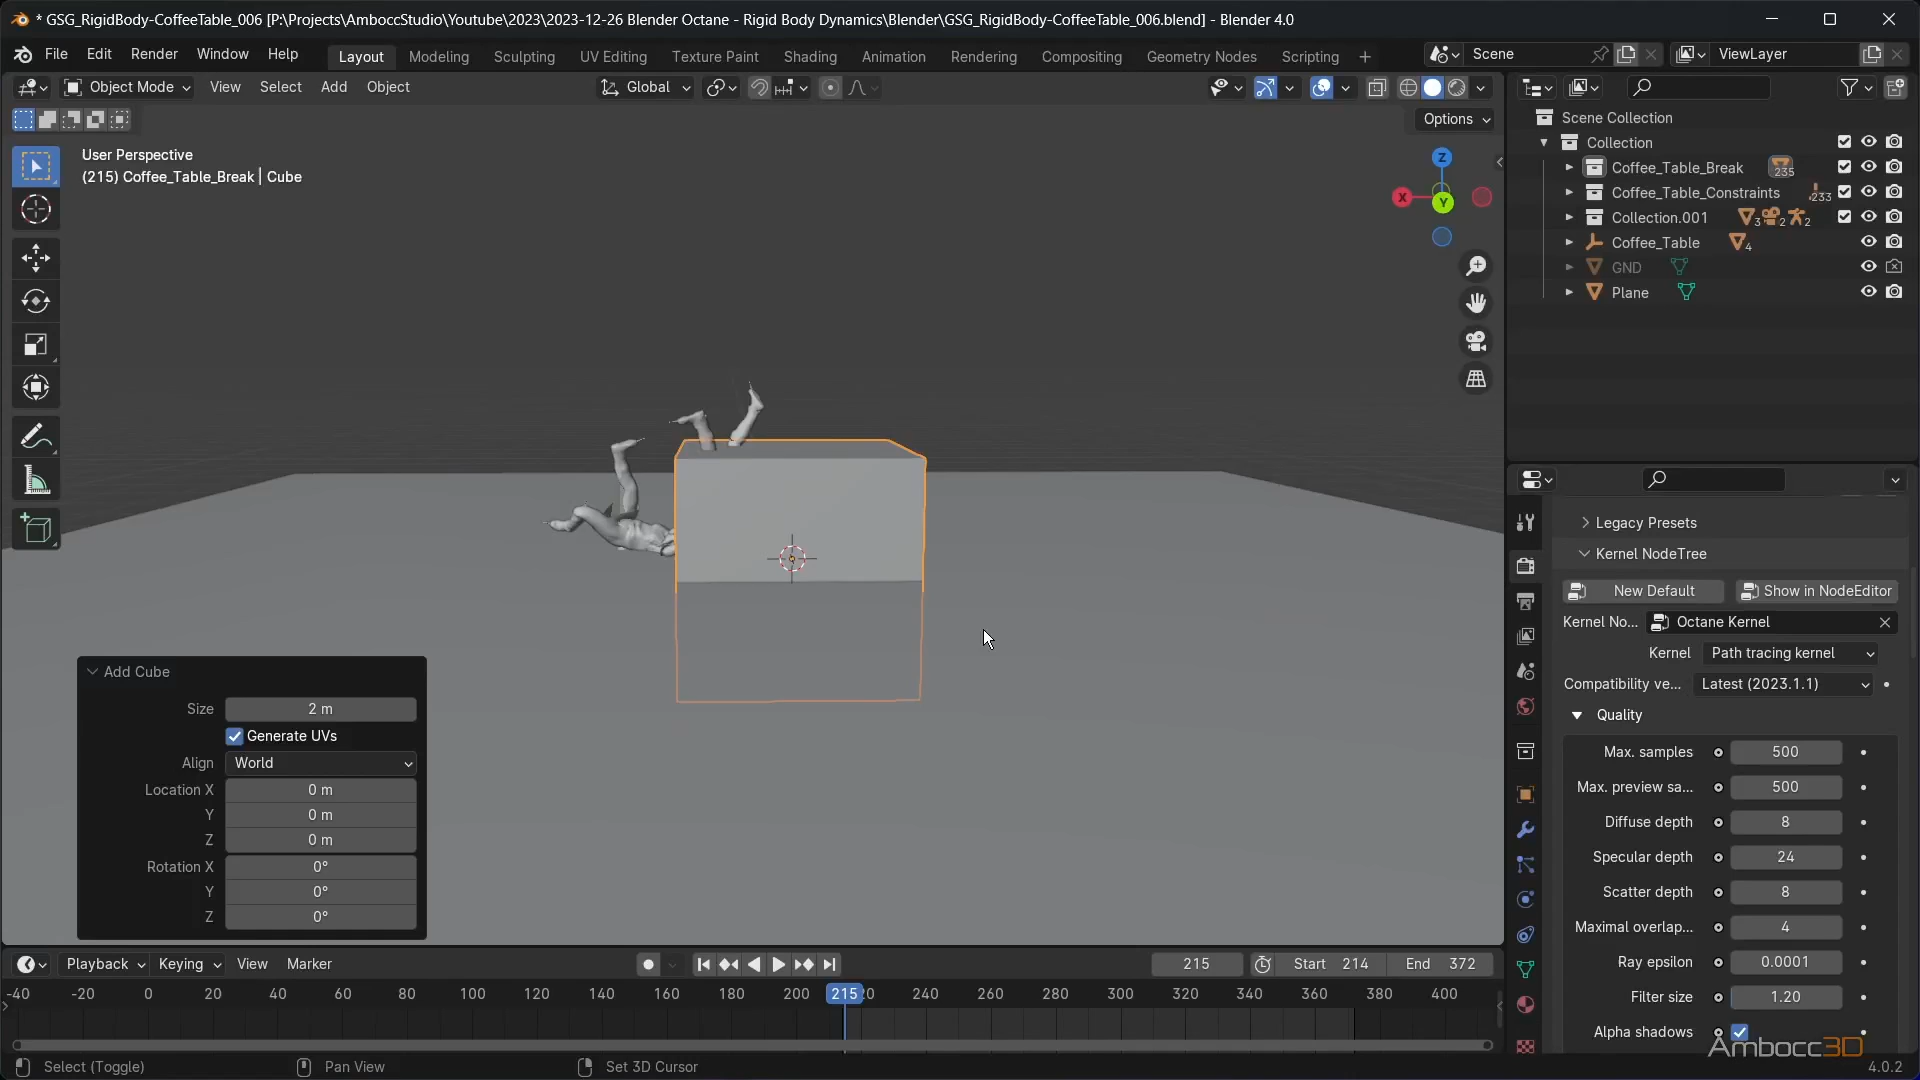 * GSG_RigidBody-CoffeeTable_006 [P:\Projects\AmboccStudio\Youtube\2023\2023-12-26 Blender Octane - Rigid Body Dynamics\Blender\GSG_RigidBody-CoffeeTable_006.blend] - Blender 4.0
File Edit Render Window Help Layout Modeling Sculpting UV Editing Texture Paint Shading Animation Rendering Compositing Geometry Nodes Scripting + Scene ViewLayer
Object Mode View Select Add Object Global
Options
User Perspective
(215) Coffee_Table_Break | Cube
Z
X
Y
Scene Collection
Collection
Coffee_Table_Break 235
Coffee_Table_Constraints 233
Collection.001 3 2 2
Coffee_Table 4
GND
Plane
Legacy Presets
Kernel NodeTree
New Default Show in NodeEditor
Kernel No... Octane Kernel
Kernel Path tracing kernel
Compatibility ve... Latest (2023.1.1)
Quality
Max. samples 500
Max. preview sa... 500
Diffuse depth 8
Specular depth 24
Scatter depth 8
Maximal overlap... 4
Ray epsilon 0.0001
Filter size 1.20
Alpha shadows
Add Cube
Size 2 m
Generate UVs
Align World
Location X 0 m
Y 0 m
Z 0 m
Rotation X 0°
Y 0°
Z 0°
Playback Keying View Marker 215 Start 214 End 372
-40 -20 0 20 40 60 80 100 120 140 160 180 200 215 20 240 260 280 300 320 340 360 380 400
Select (Toggle) Pan View Set 3D Cursor
Ambocc3D
4.0.2